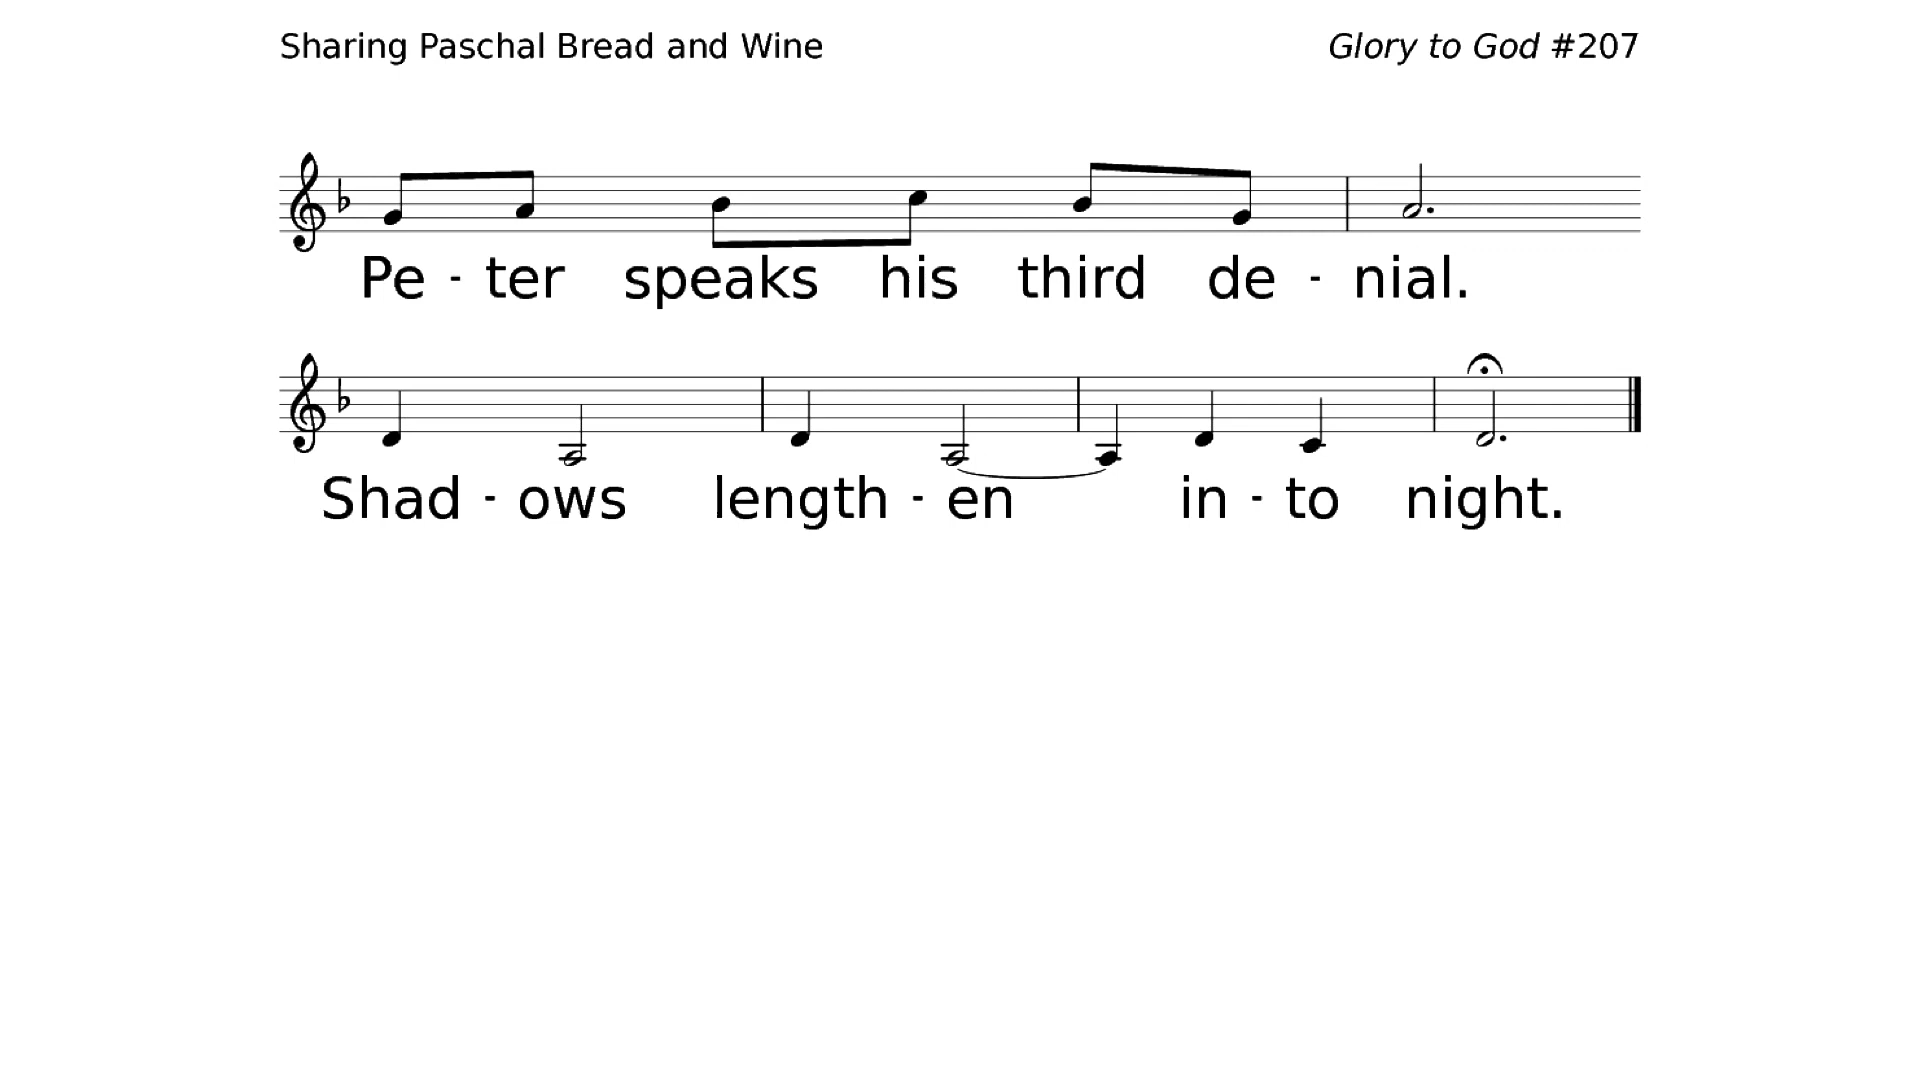 Sharing Paschal Bread and Wine
Glory to God #207
Pe - ter speaks his third de - nial.
Shad - ows length - en in - to night.